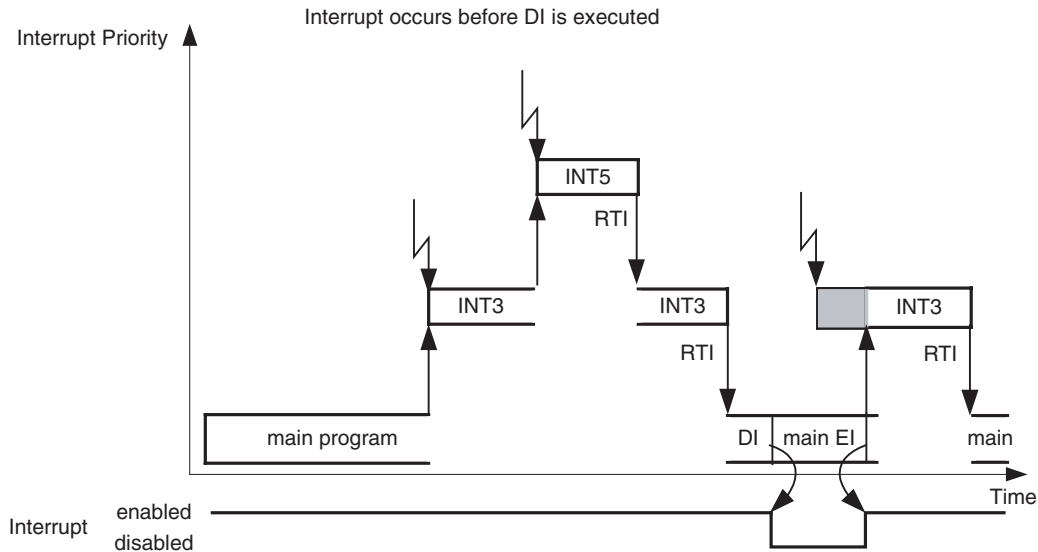 Interrupt occurs before DI is executed
Interrupt Priority
INT5
RTI
INT3
INT3
INT3
RTI
RTI
main program
DI
main EI
main
Time
Interrupt
enabled
disabled